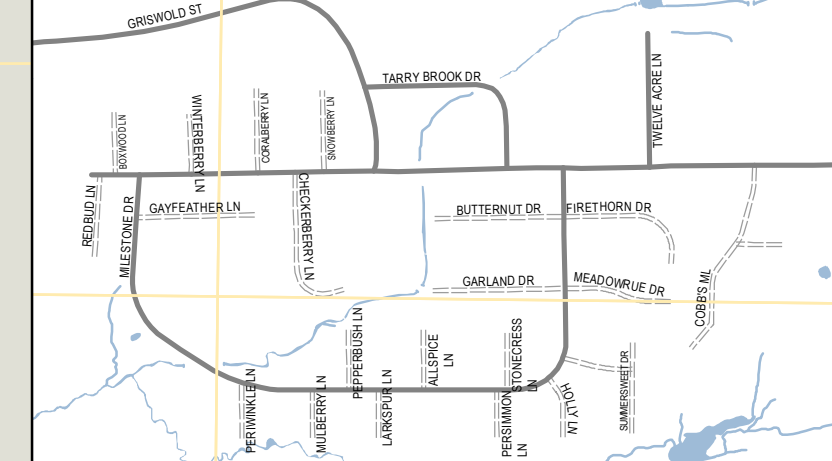 GRISWOLD ST
TARRY BROOK DR
TWELVE ACRE LN
BOXWOOD LN
WINTERBERRY LN
CORALBERRY LN
SNOWBERRY LN
REDBUD LN
MILESTONE DR
GAYFEATHER LN
CHECKERBERRY LN
BUTTERNUT DR
FIRETHORN DR
GARLAND DR
MEADOWRUE DR
COBB'S ML
PEPPERBUSH LN
ALLSPICE
LN
STONECRESS
LN
PERIWINKLE LN
MULBERRY LN
LARKSPUR LN
PERSIMMON
LN
HOLLY LN
SUMMERSWEET DR